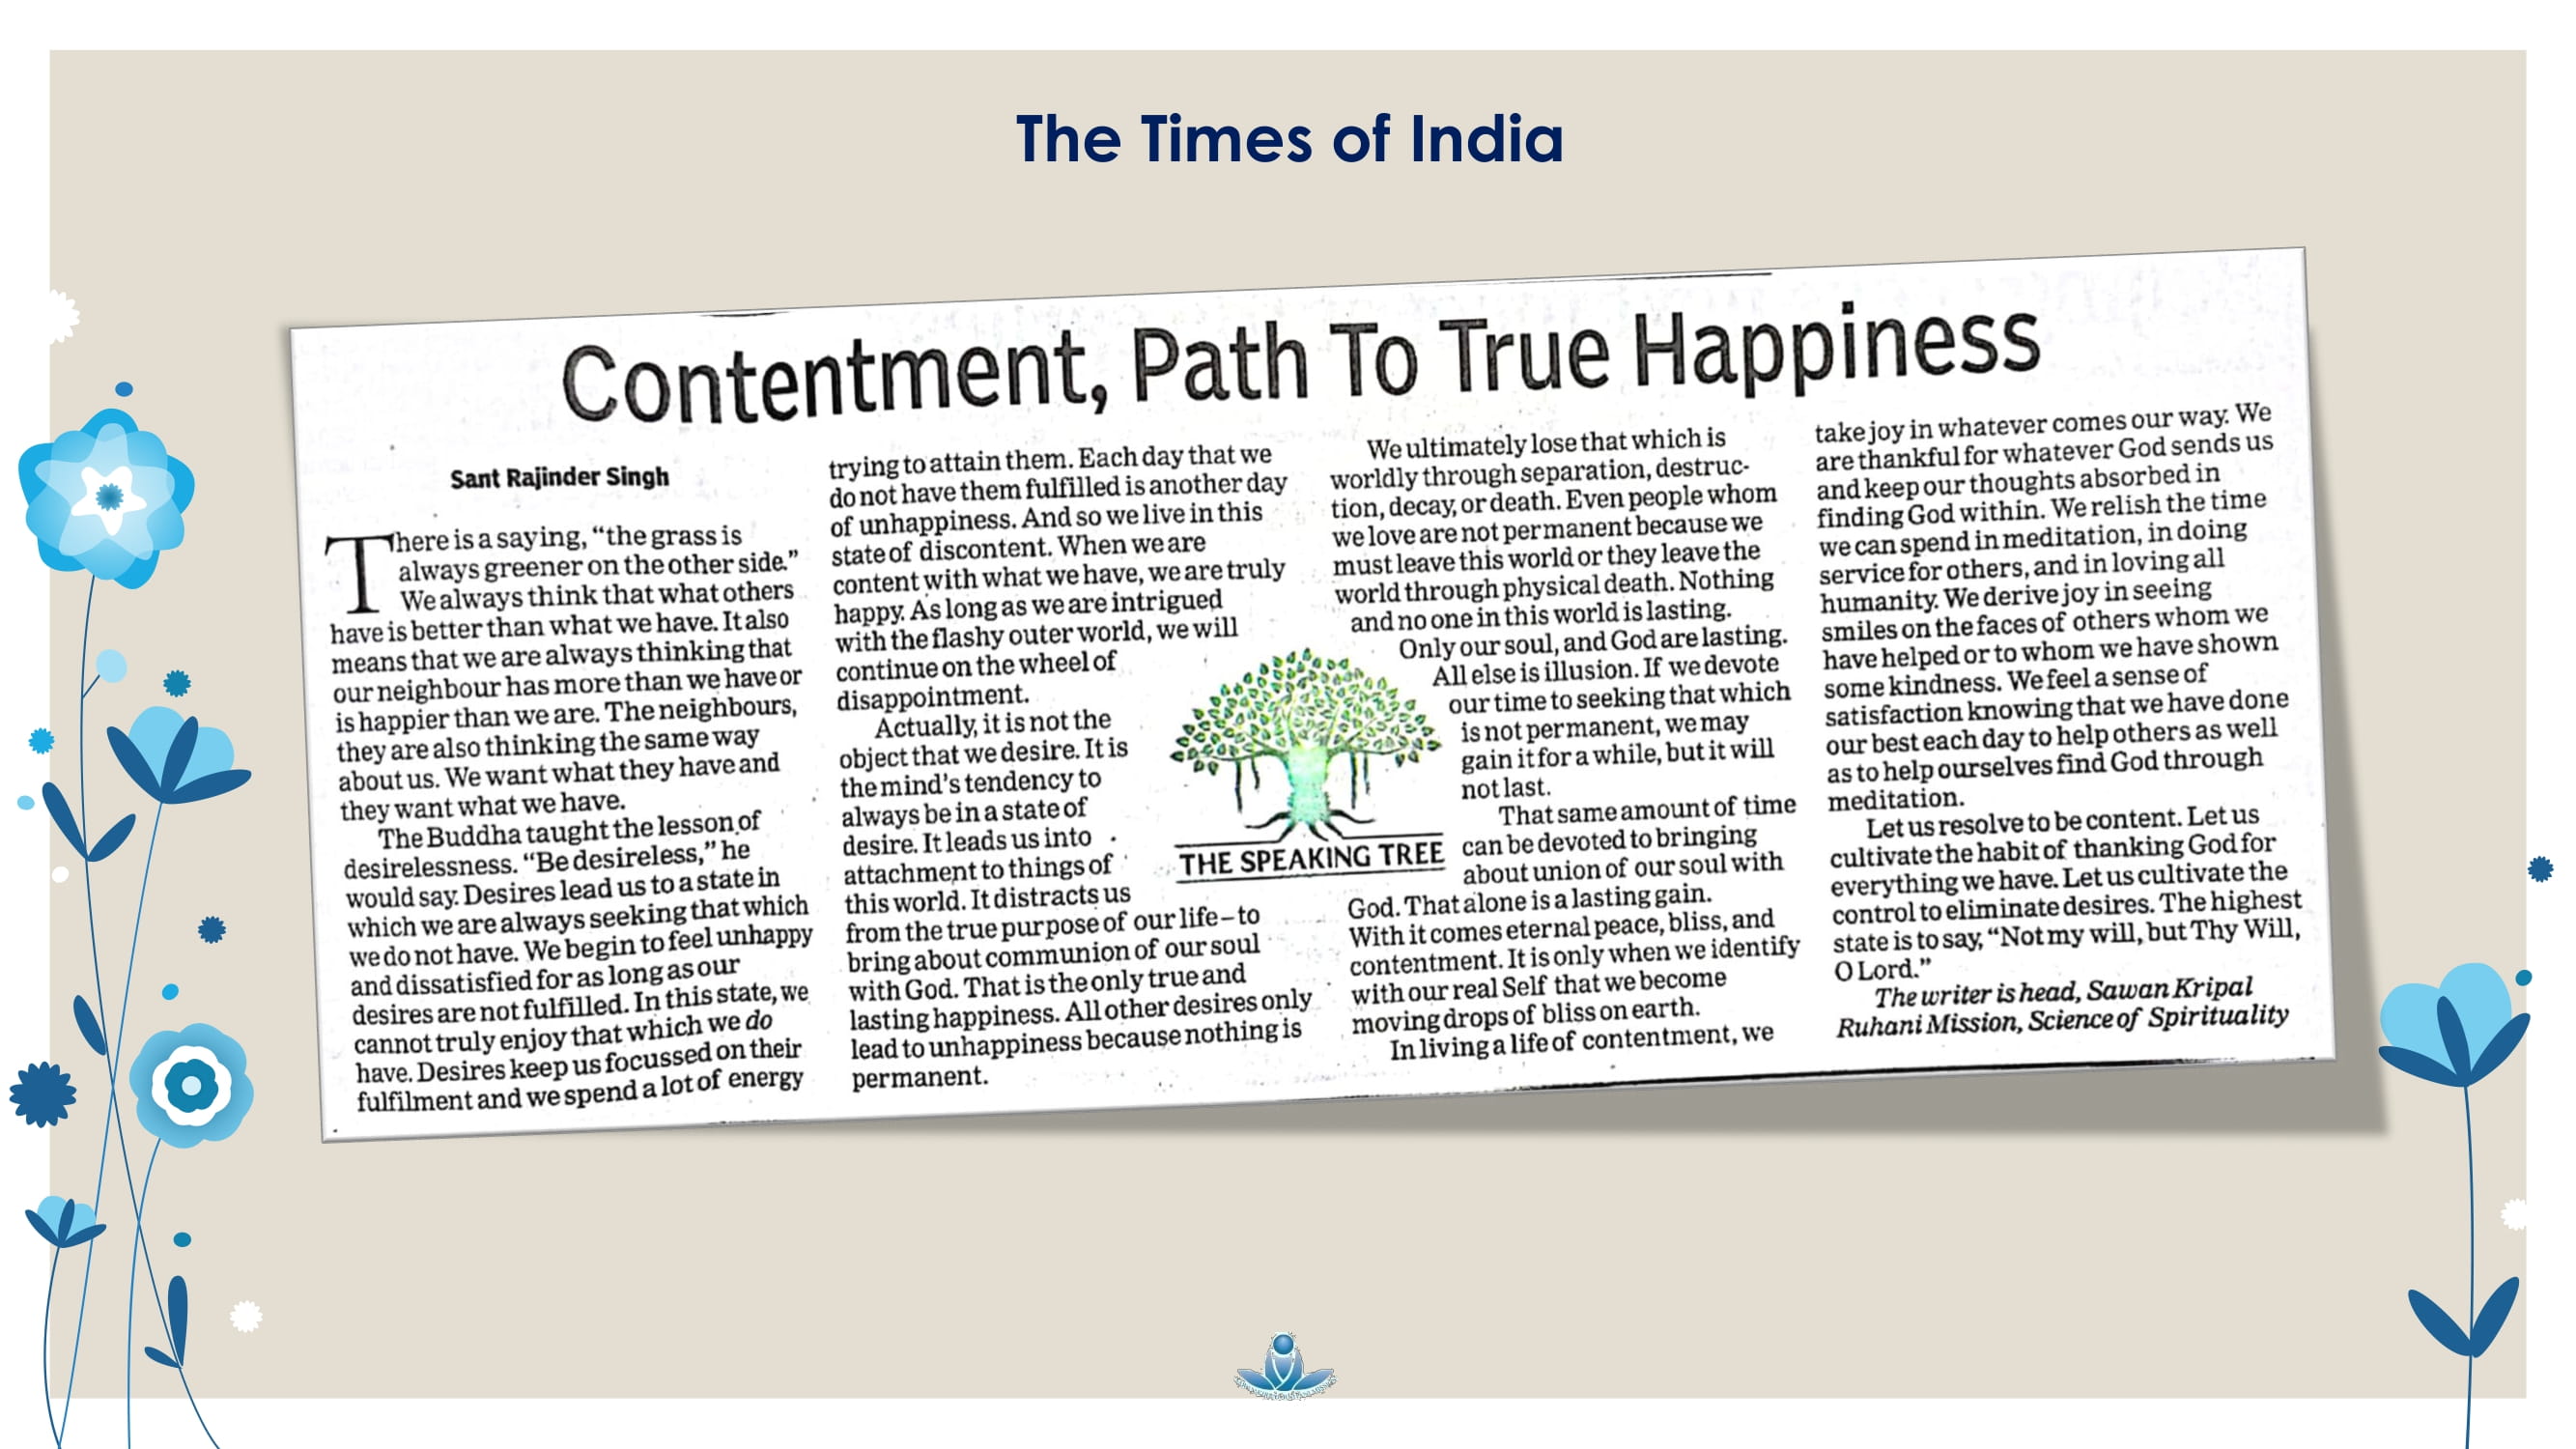 The Times of India
Contentment, Path To True Happiness
Sant Rajinder Singh
There is a saying, “the grass is
always greener on the other side.”
We always think that what others
have is better than what we have. It also
means that we are always thinking that
our neighbour has more than we have or
is happier than we are. The neighbours,
they are also thinking the same way
about us. We want what they have and
they want what we have.
The Buddha taught the lesson of
desirelessness. “Be desireless,” he
would say. Desires lead us to a state in
which we are always seeking that which
we do not have. We begin to feel unhappy
and dissatisfied for as long as our
desires are not fulfilled. In this state, we
cannot truly enjoy that which we do
have. Desires keep us focussed on their
fulfilment and we spend a lot of energy
trying to attain them. Each day that we
do not have them fulfilled is another day
of unhappiness. And so we live in this
state of discontent. When we are
content with what we have, we are truly
happy. As long as we are intrigued
with the flashy outer world, we will
continue on the wheel of
disappointment.
Actually, it is not the
object that we desire. It is
the mind’s tendency to
always be in a state of
desire. It leads us into
attachment to things of
this world. It distracts us
from the true purpose of our life – to
bring about communion of our soul
with God. That is the only true and
lasting happiness. All other desires only
lead to unhappiness because nothing is
permanent.
THE SPEAKING TREE
We ultimately lose that which is
worldly through separation, destruc-
tion, decay, or death. Even people whom
we love are not permanent because we
must leave this world or they leave the
world through physical death. Nothing
and no one in this world is lasting.
Only our soul, and God are lasting.
All else is illusion. If we devote
our time to seeking that which
is not permanent, we may
gain it for a while, but it will
not last.
That same amount of time
can be devoted to bringing
about union of our soul with
God. That alone is a lasting gain.
With it comes eternal peace, bliss, and
contentment. It is only when we identify
with our real Self that we become
moving drops of bliss on earth.
In living a life of contentment, we
take joy in whatever comes our way. We
are thankful for whatever God sends us
and keep our thoughts absorbed in
finding God within. We relish the time
we can spend in meditation, in doing
service for others, and in loving all
humanity. We derive joy in seeing
smiles on the faces of others whom we
have helped or to whom we have shown
some kindness. We feel a sense of
satisfaction knowing that we have done
our best each day to help others as well
as to help ourselves find God through
meditation.
Let us resolve to be content. Let us
cultivate the habit of thanking God for
everything we have. Let us cultivate the
control to eliminate desires. The highest
state is to say, “Not my will, but Thy Will,
O Lord.”
The writer is head, Sawan Kripal
Ruhani Mission, Science of Spirituality